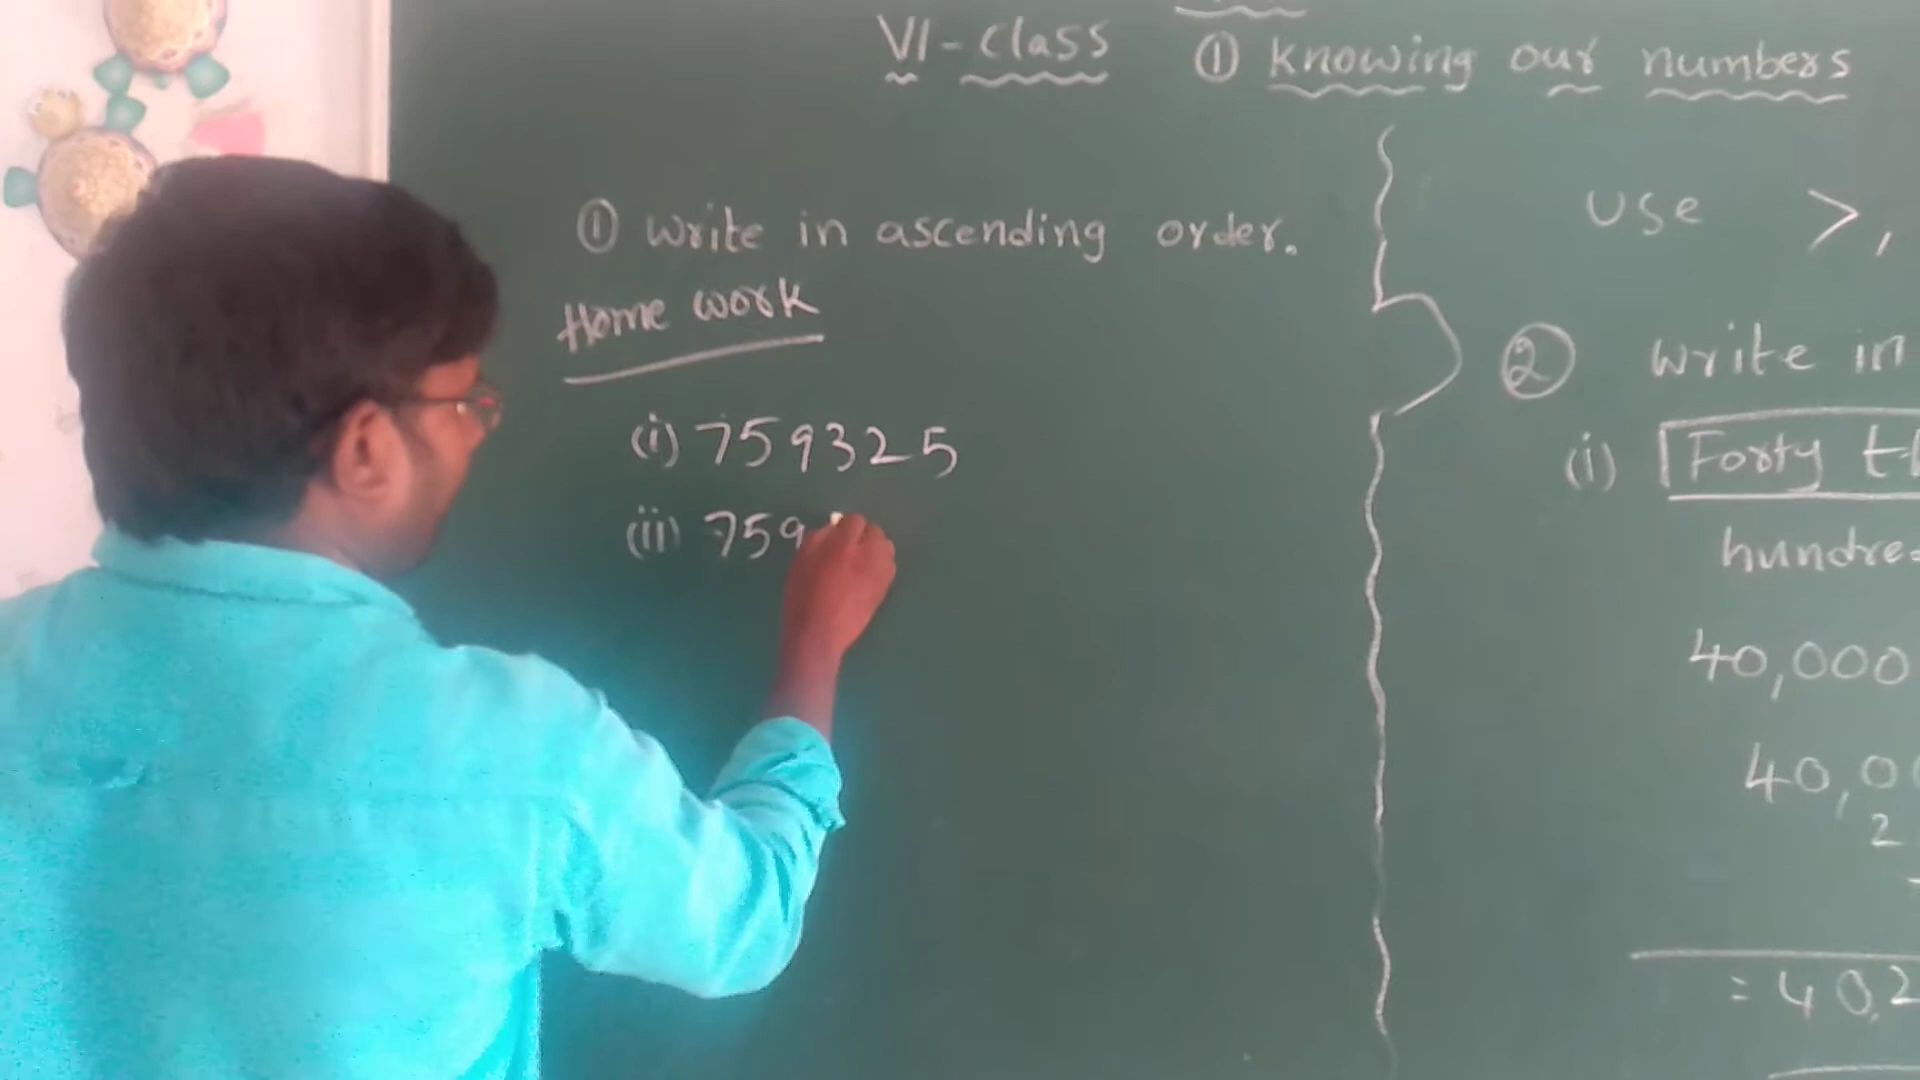 VI-Class ① Knowing our numbers
① write in ascending order.
Home work
(i) 759325
(ii) 759
use >,
② write in
(i) Forty
hundre
40,000
40,0
2
= 40,2